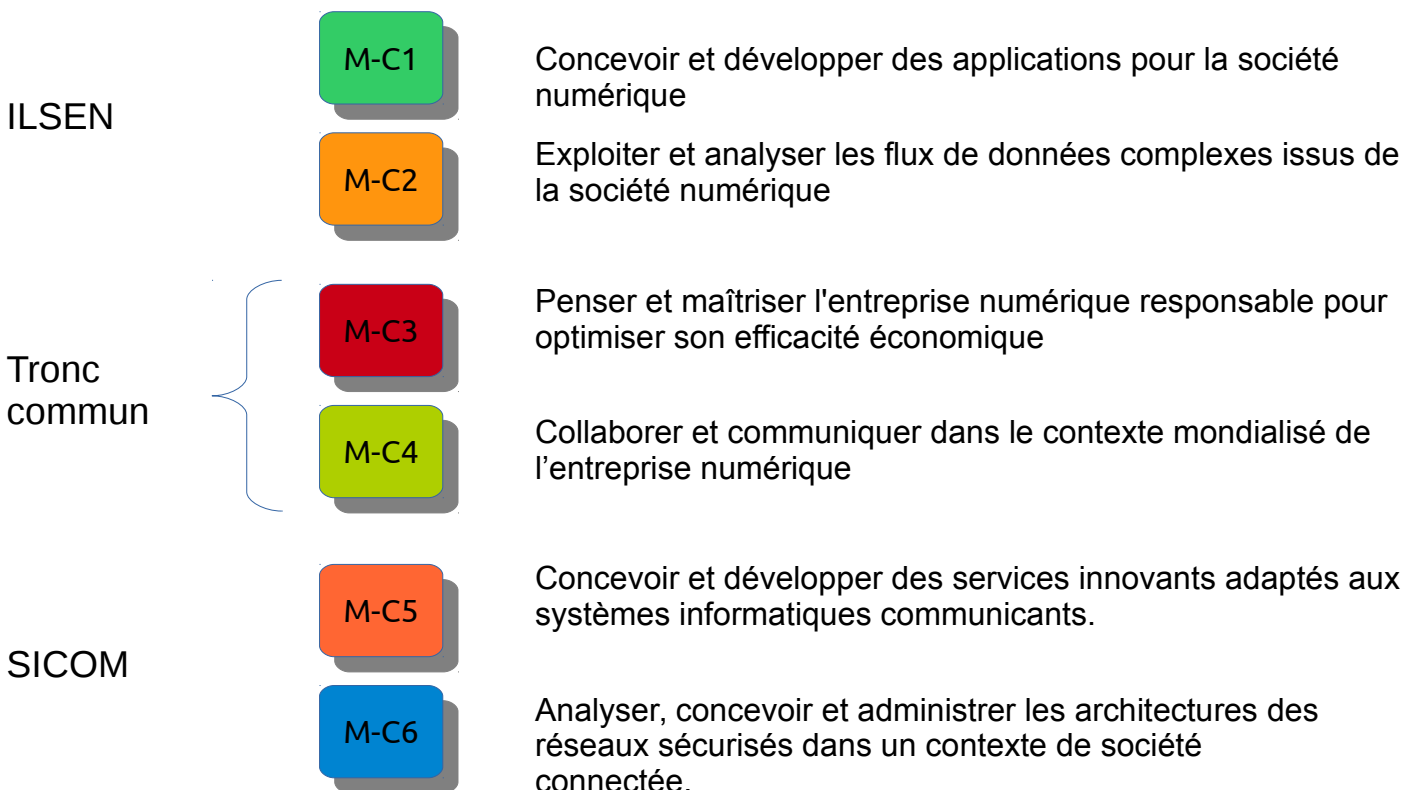 ILSEN
M-C1
Concevoir et développer des applications pour la société
numérique
M-C2
Exploiter et analyser les flux de données complexes issus de
la société numérique
Tronc
commun
M-C3
Penser et maîtriser l'entreprise numérique responsable pour
optimiser son efficacité économique
M-C4
Collaborer et communiquer dans le contexte mondialisé de
l’entreprise numérique
SICOM
M-C5
Concevoir et développer des services innovants adaptés aux
systèmes informatiques communicants.
M-C6
Analyser, concevoir et administrer les architectures des
réseaux sécurisés dans un contexte de société
connectée.